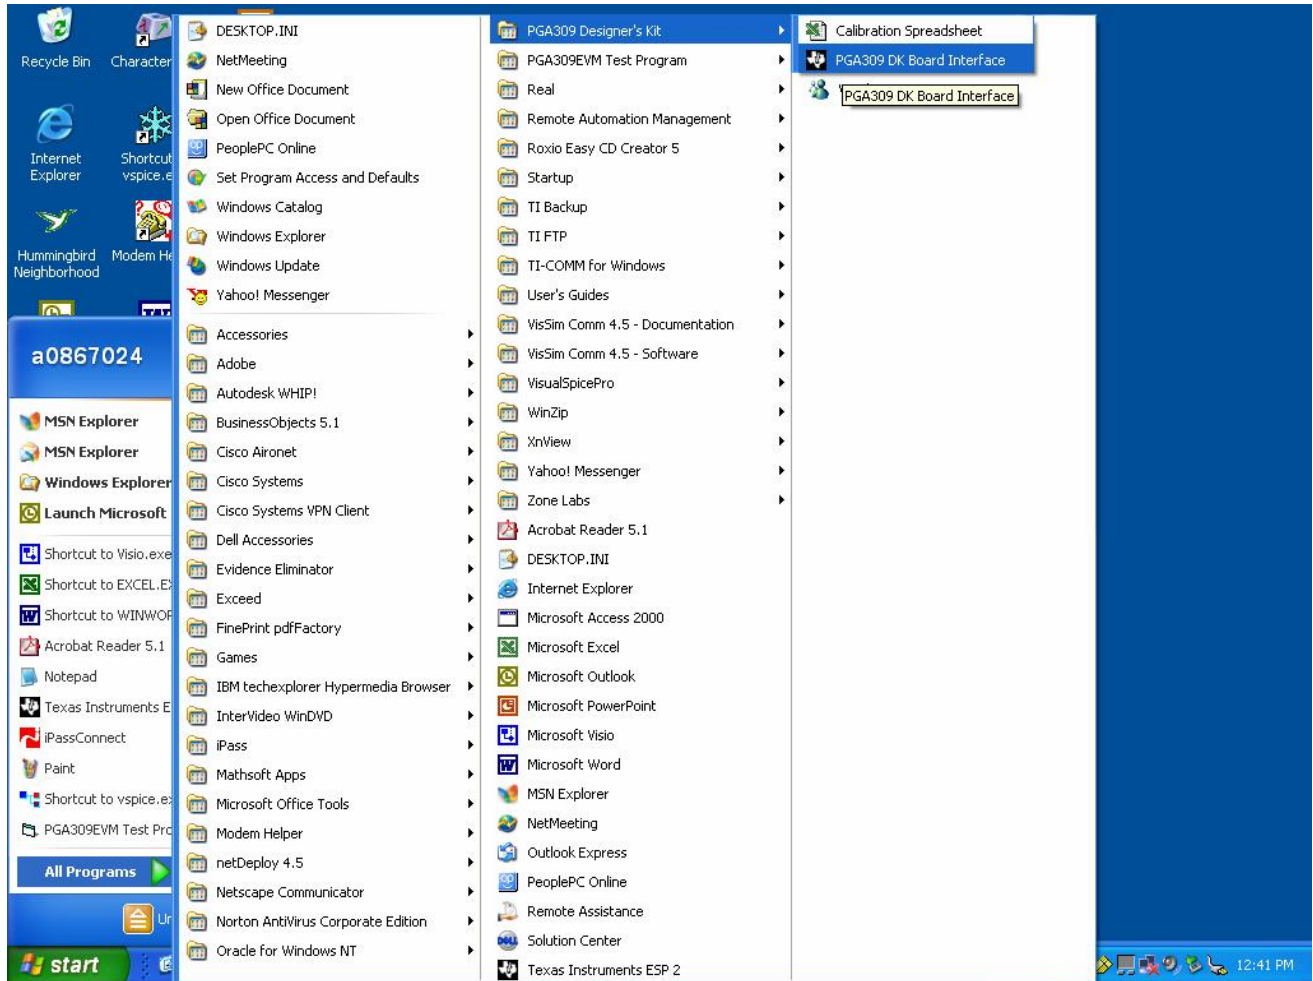 Recycle Bin
Character
Internet
Explorer
Shortcut
vspice.e
Hummingbird
Neighborhood
Modem He
a0867024
MSN Explorer
MSN Explorer
Windows Explorer
Launch Microsoft
Shortcut to Visio.exe
Shortcut to EXCEL.E
Shortcut to WINWOR
Acrobat Reader 5.1
Notepad
Texas Instruments E
iPassConnect
Paint
Shortcut to vspice.ex
PGA309EVM Test Pro
All Programs
start
DESKTOP.INI
NetMeeting
New Office Document
Open Office Document
PeoplePC Online
Set Program Access and Defaults
Windows Catalog
Windows Explorer
Windows Update
Yahoo! Messenger
Accessories
Adobe
Autodesk WHIP!
BusinessObjects 5.1
Cisco Aironet
Cisco Systems
Cisco Systems VPN Client
Dell Accessories
Evidence Eliminator
Exceed
FinePrint pdfFactory
Games
IBM techexplorer Hypermedia Browser
InterVideo WinDVD
iPass
Mathsoft Apps
Microsoft Office Tools
Modem Helper
netDeploy 4.5
Netscape Communicator
Norton AntiVirus Corporate Edition
Oracle for Windows NT
PGA309 Designer's Kit
PGA309EVM Test Program
Real
Remote Automation Management
Roxio Easy CD Creator 5
Startup
TI Backup
TI FTP
TI-COMM for Windows
User's Guides
VisSim Comm 4.5 - Documentation
VisSim Comm 4.5 - Software
VisualSpicePro
WinZip
XnView
Yahoo! Messenger
Zone Labs
Acrobat Reader 5.1
DESKTOP.INI
Internet Explorer
Microsoft Access 2000
Microsoft Excel
Microsoft Outlook
Microsoft PowerPoint
Microsoft Visio
Microsoft Word
MSN Explorer
NetMeeting
Outlook Express
PeoplePC Online
Remote Assistance
Solution Center
Texas Instruments ESP 2
Calibration Spreadsheet
PGA309 DK Board Interface
PGA309 DK Board Interface
12:41 PM